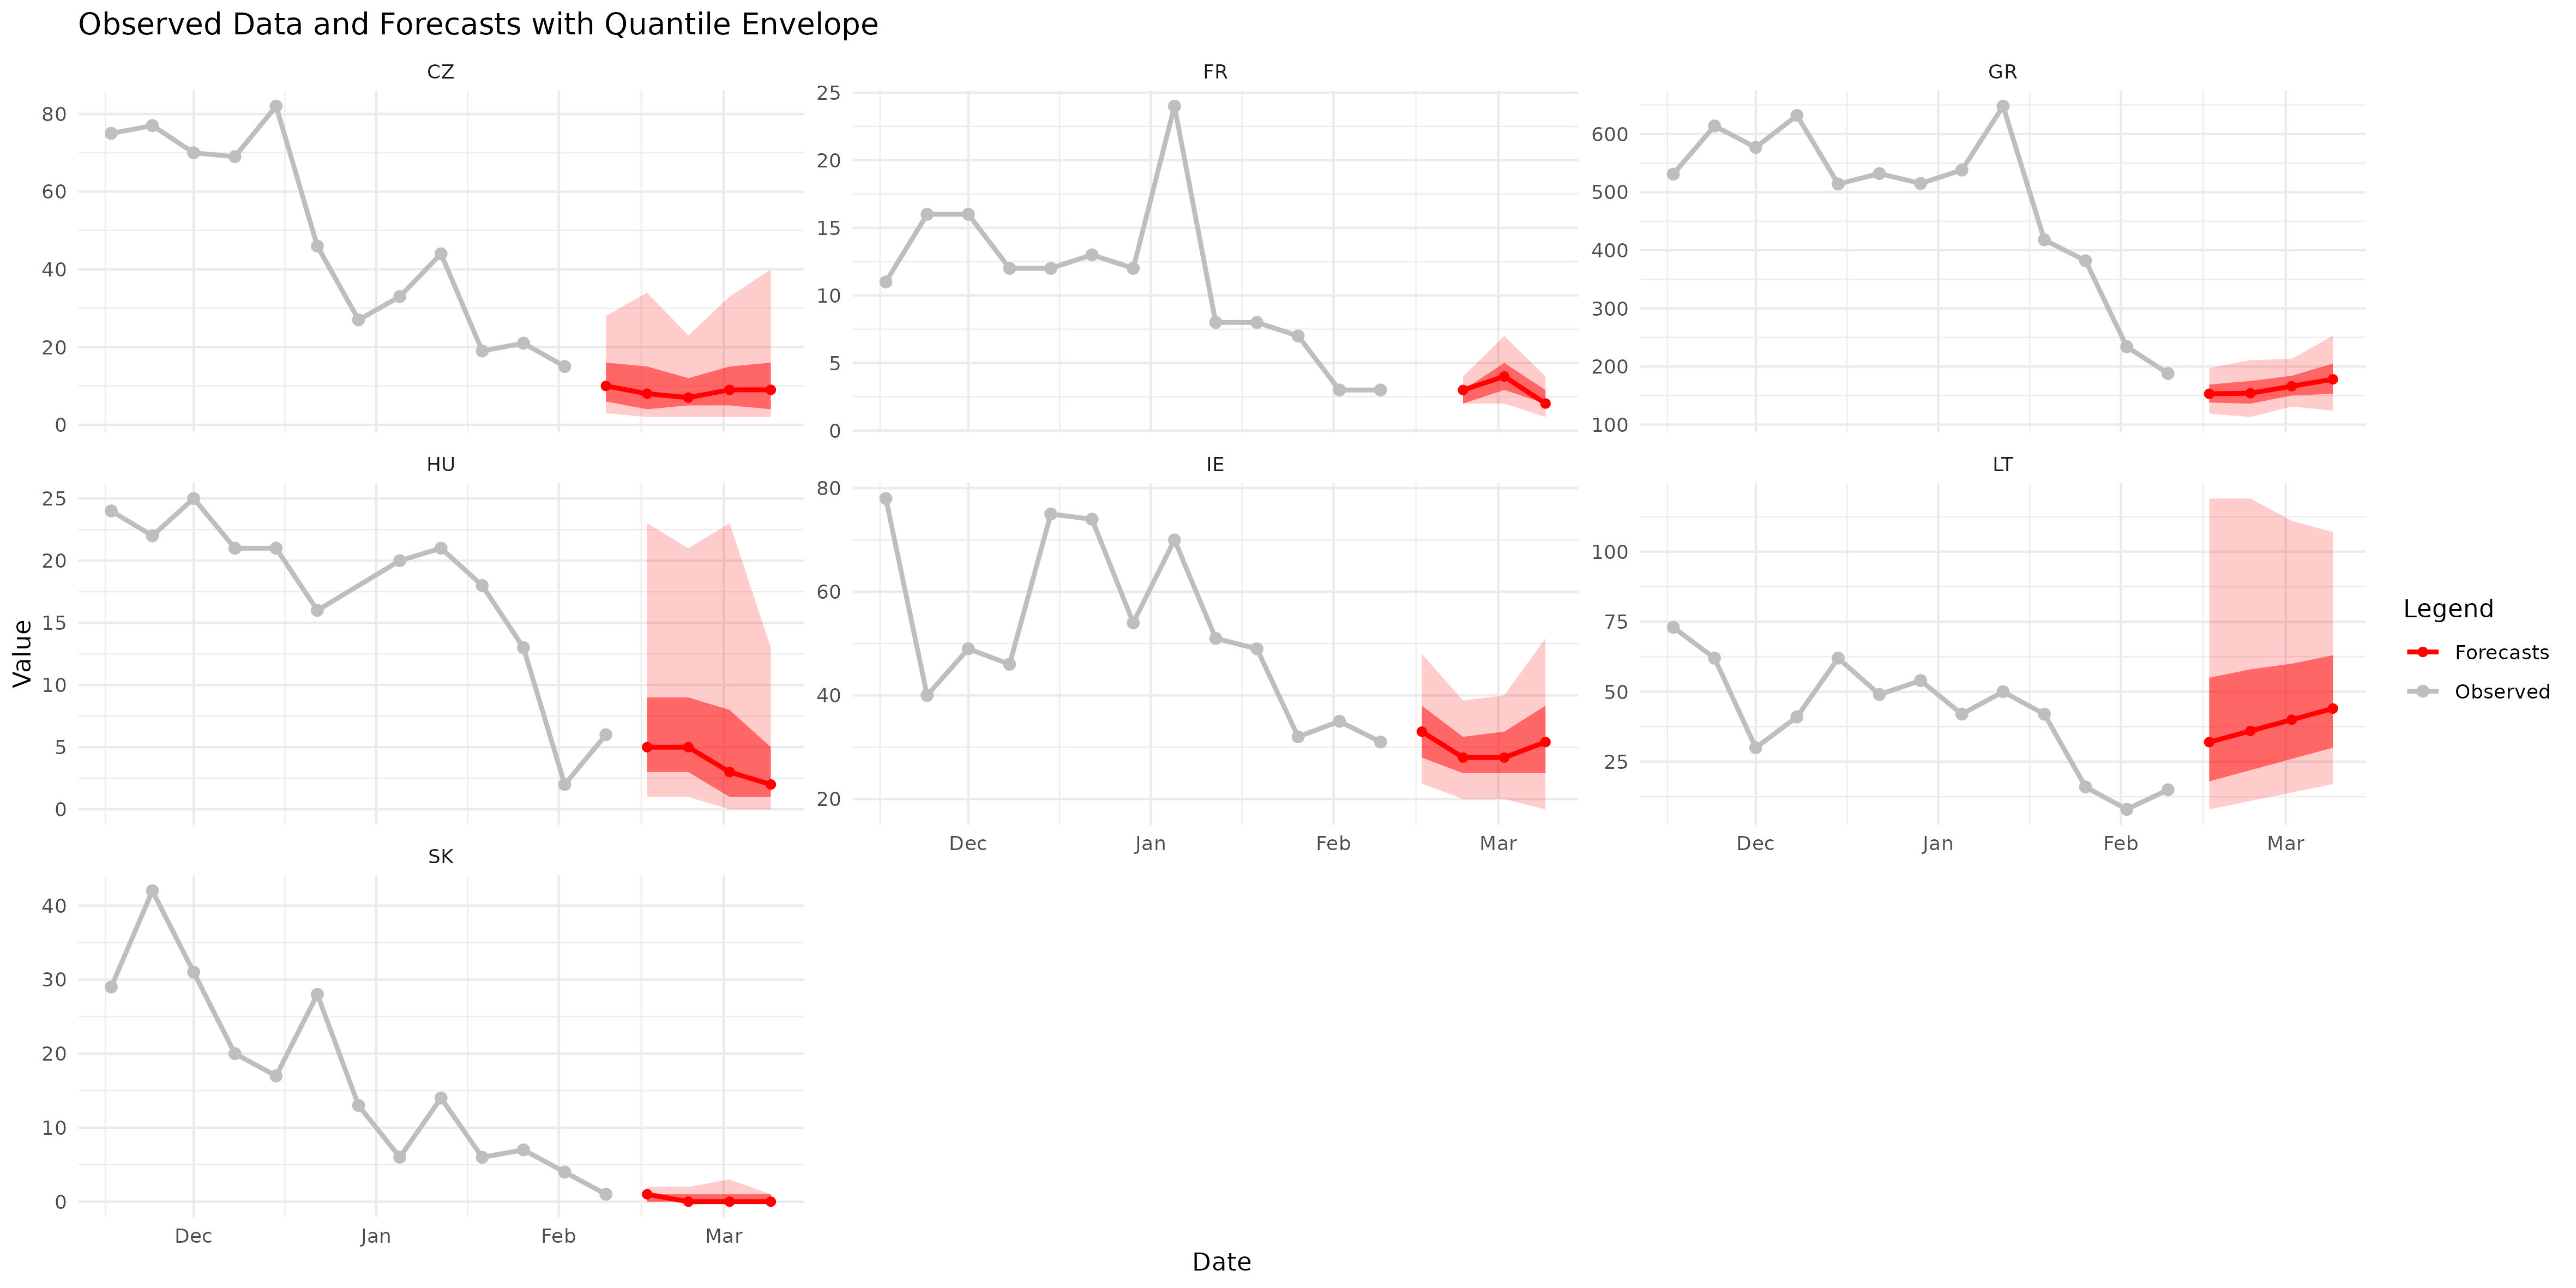 Observed Data and Forecasts with Quantile Envelope
CZ
FR
GR
80
60
40
20
0
25
20
15
10
5
0
600
500
400
300
200
100
HU
IE
LT
25
20
15
10
5
0
80
60
40
20
100
75
50
25
Dec Jan Feb Mar
Dec Jan Feb Mar
SK
40
30
20
10
0
Dec Jan Feb Mar
Value
Date
Legend
Forecasts
Observed